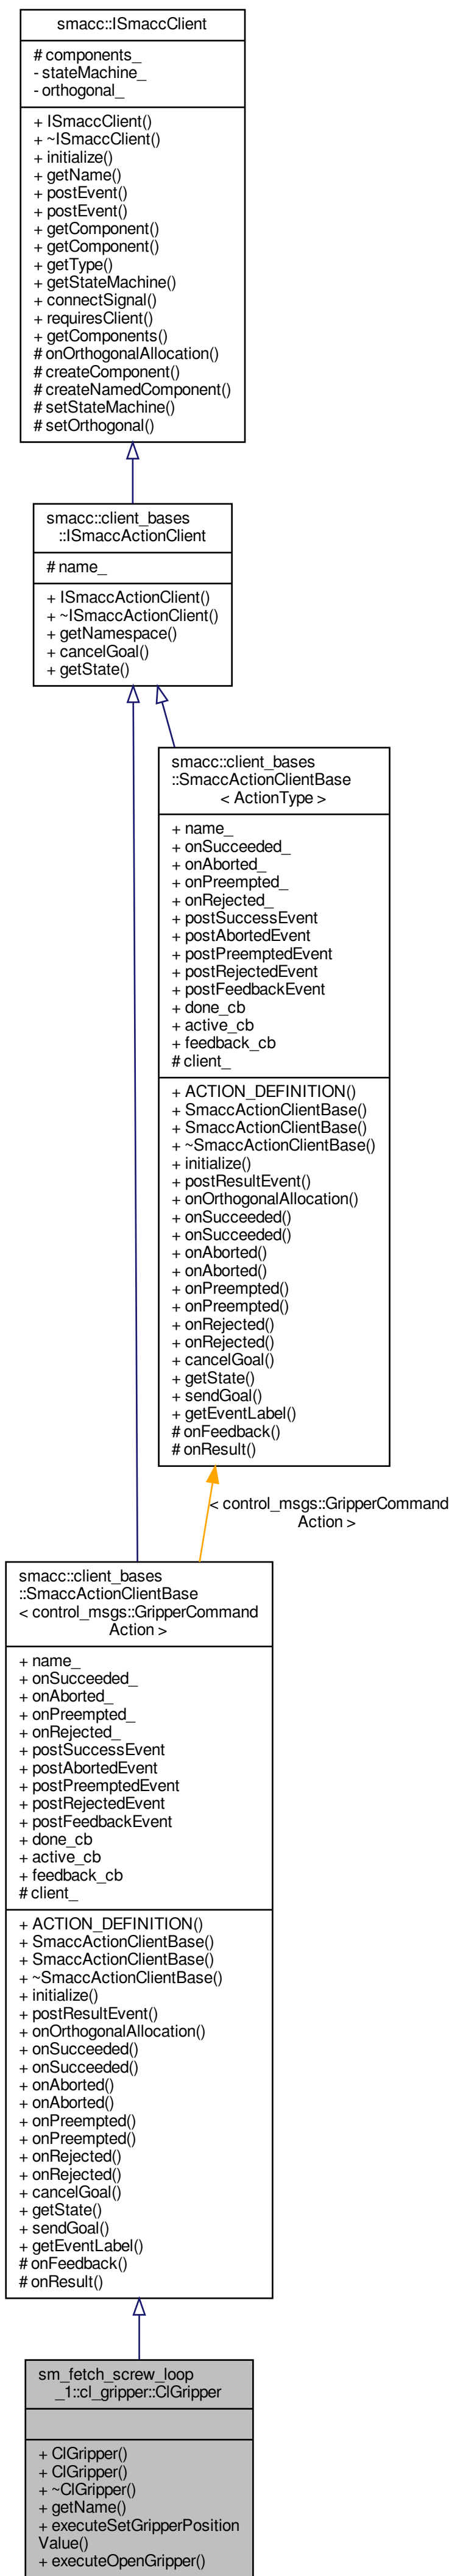 smacc::ISmaccClient
# components_
- stateMachine_
- orthogonal_
+ ISmaccClient()
+ ~ISmaccClient()
+ initialize()
+ getName()
+ postEvent()
+ postEvent()
+ getComponent()
+ getComponent()
+ getType()
+ getStateMachine()
+ connectSignal()
+ requiresClient()
+ getComponents()
# onOrthogonalAllocation()
# createComponent()
# createNamedComponent()
# setStateMachine()
# setOrthogonal()
smacc::client_bases
::ISmaccActionClient
# name_
+ ISmaccActionClient()
+ ~ISmaccActionClient()
+ getNamespace()
+ cancelGoal()
+ getState()
smacc::client_bases
::SmaccActionClientBase
< ActionType >
+ name_
+ onSucceeded_
+ onAborted_
+ onPreempted_
+ onRejected_
+ postSuccessEvent
+ postAbortedEvent
+ postPreemptedEvent
+ postRejectedEvent
+ postFeedbackEvent
+ done_cb
+ active_cb
+ feedback_cb
# client_
+ ACTION_DEFINITION()
+ SmaccActionClientBase()
+ SmaccActionClientBase()
+ ~SmaccActionClientBase()
+ initialize()
+ postResultEvent()
+ onOrthogonalAllocation()
+ onSucceeded()
+ onSucceeded()
+ onAborted()
+ onAborted()
+ onPreempted()
+ onPreempted()
+ onRejected()
+ onRejected()
+ cancelGoal()
+ getState()
+ sendGoal()
+ getEventLabel()
# onFeedback()
# onResult()
< control_msgs::GripperCommand
Action >
smacc::client_bases
::SmaccActionClientBase
< control_msgs::GripperCommand
Action >
+ name_
+ onSucceeded_
+ onAborted_
+ onPreempted_
+ onRejected_
+ postSuccessEvent
+ postAbortedEvent
+ postPreemptedEvent
+ postRejectedEvent
+ postFeedbackEvent
+ done_cb
+ active_cb
+ feedback_cb
# client_
+ ACTION_DEFINITION()
+ SmaccActionClientBase()
+ SmaccActionClientBase()
+ ~SmaccActionClientBase()
+ initialize()
+ postResultEvent()
+ onOrthogonalAllocation()
+ onSucceeded()
+ onSucceeded()
+ onAborted()
+ onAborted()
+ onPreempted()
+ onPreempted()
+ onRejected()
+ onRejected()
+ cancelGoal()
+ getState()
+ sendGoal()
+ getEventLabel()
# onFeedback()
# onResult()
sm_fetch_screw_loop
_1::cl_gripper::ClGripper
+ ClGripper()
+ ClGripper()
+ ~ClGripper()
+ getName()
+ executeSetGripperPosition
Value()
+ executeOpenGripper()